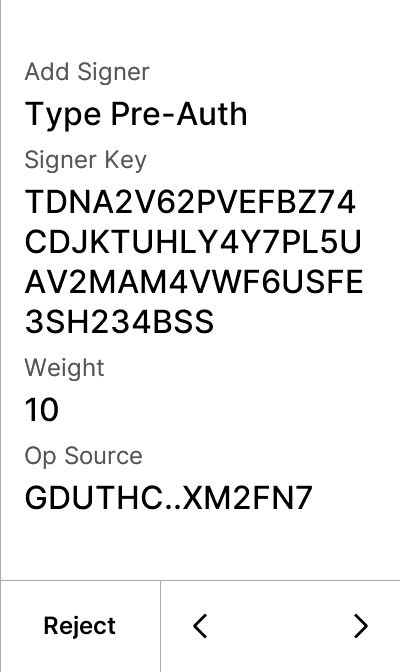 Add Signer
Type Pre-Auth
Signer Key
TDNA2V62PVEFBZ74
CDJKTUHLY4Y7PL5U
AV2MAM4VWF6USFE
3SH234BSS
Weight
10
Op Source
GDUTHC..XM2FN7
Reject